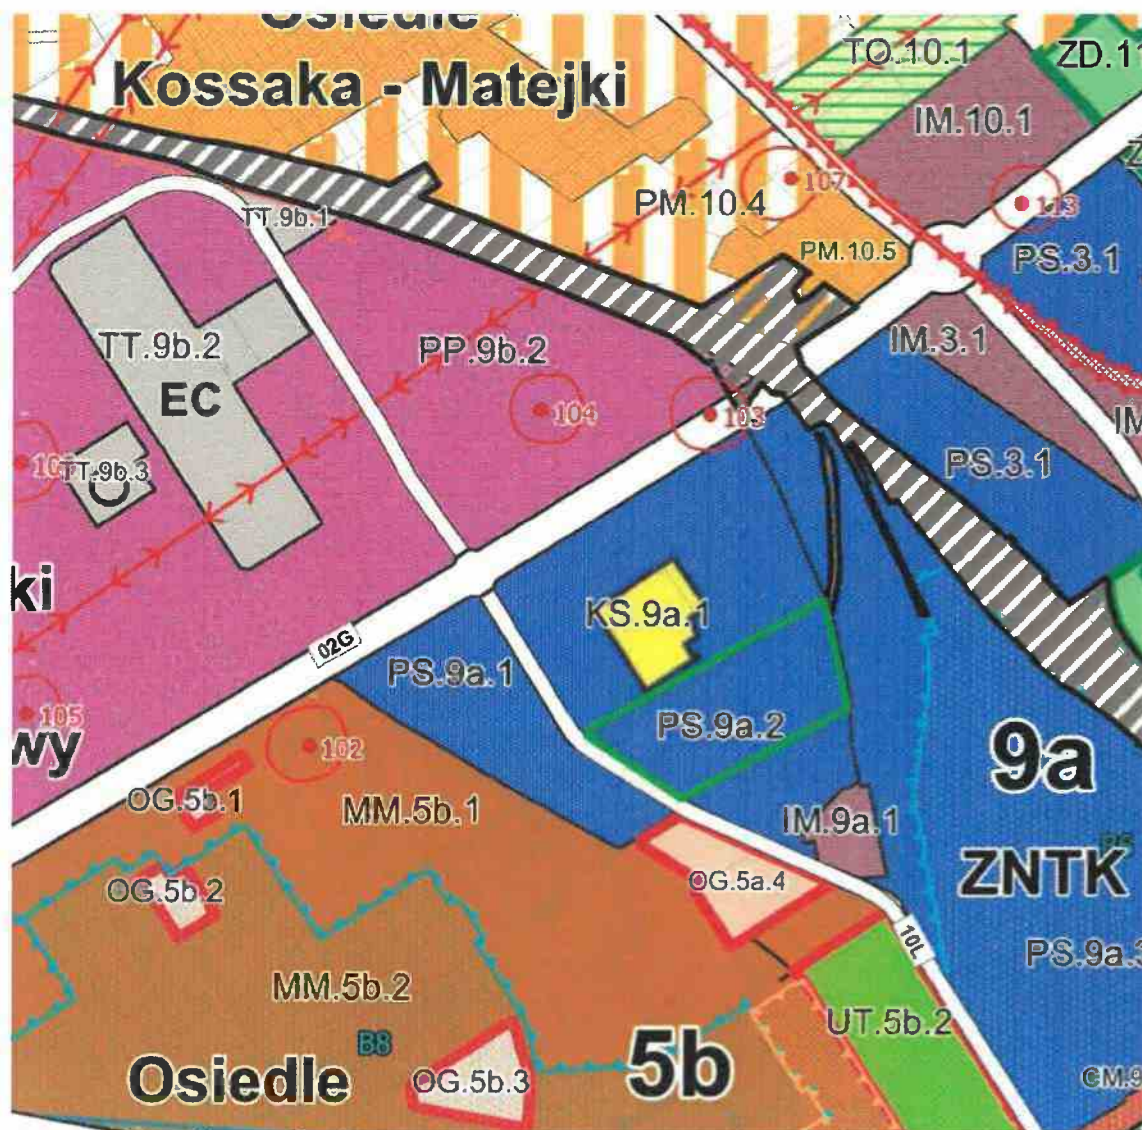 Osiedle
Kossaka - Matejki
TO.10.1
ZD.1
IM.10.1
107
PM.10.4
113
TT.9b.1
PM.10.5
PS.3.1
IM.3.1
TT.9b.2
PP.9b.2
EC
104
103
IM
PS.3.1
TT.9b.3
ki
KS.9a.1
02G
PS.9a.1
105
wy
102
PS.9a.2
9a
OG.5b.1
MM.5b.1
IM.9a.1
OG.5b.2
OG.5a.4
ZNTK
10L
PS.9a.3
MM.5b.2
UT.5b.2
B8
5b
Osiedle
OG.5b.3
CM.9